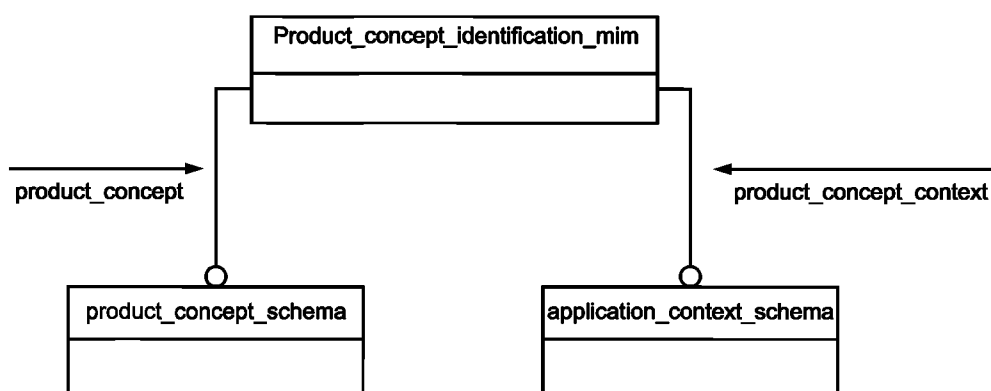 Product_concept_identification_mim
product_concept
product_concept_context
product_concept_schema
application_context_schema